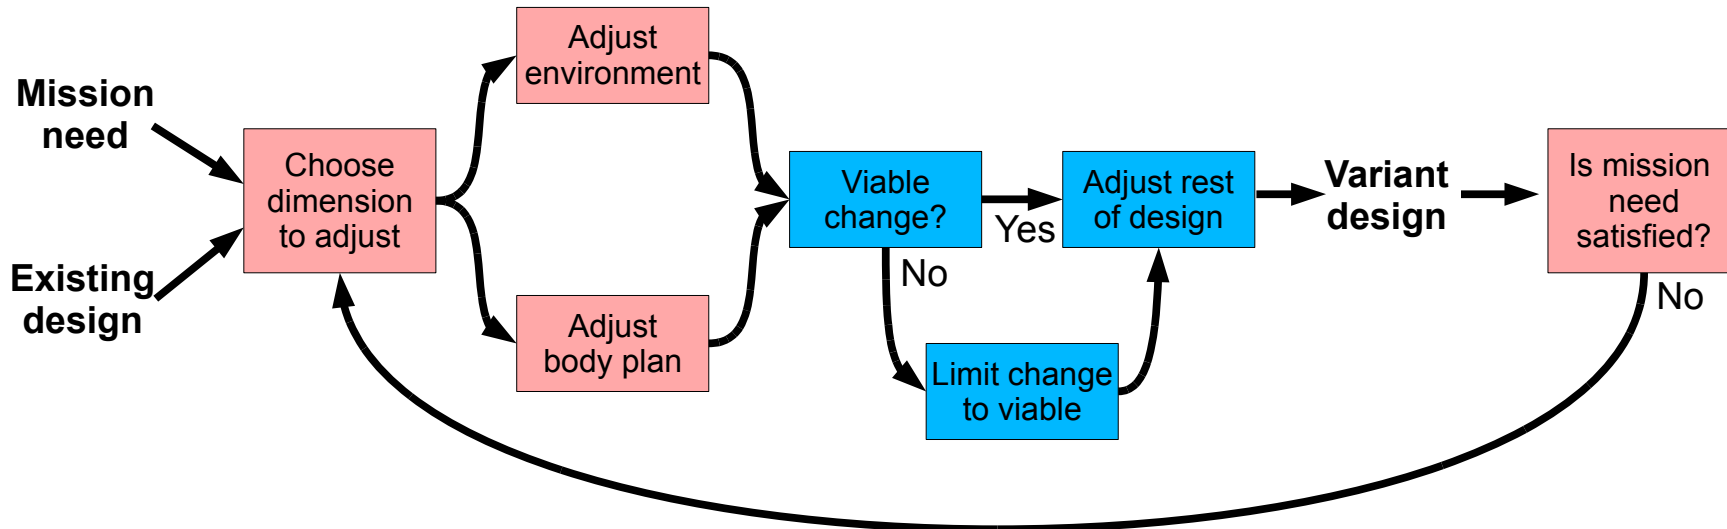 Mission
need
Existing
design
Choose
dimension
to adjust
Adjust
environment
Adjust
body plan
Viable
change?
Yes
No
Limit change
to viable
Adjust rest
of design
Variant
design
Is mission
need
satisfied?
No